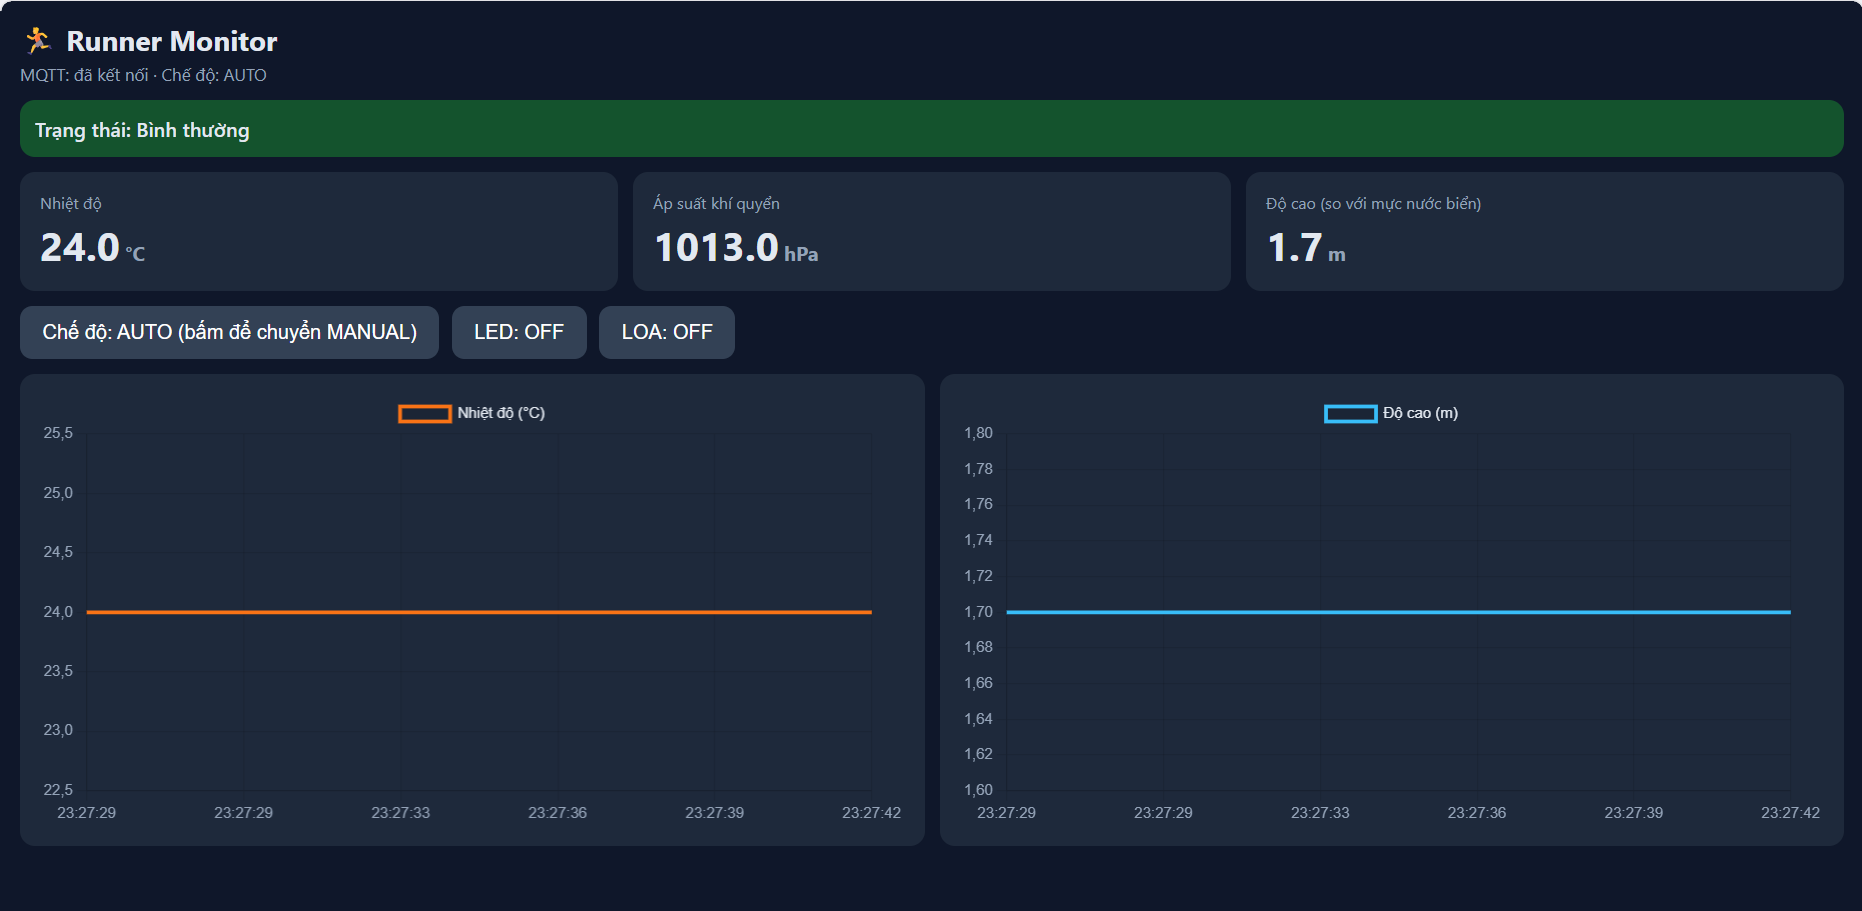 Runner Monitor
MQTT: đã kết nối · Chế độ: AUTO
Trạng thái: Bình thường
Nhiệt độ
24.0 °C
Áp suất khí quyển
1013.0 hPa
Độ cao (so với mực nước biển)
1.7 m
Chế độ: AUTO (bấm để chuyển MANUAL)
LED: OFF
LOA: OFF
Nhiệt độ (°C)
25,5
25,0
24,5
24,0
23,5
23,0
22,5
23:27:29 23:27:29 23:27:33 23:27:36 23:27:39 23:27:42
Độ cao (m)
1,80
1,78
1,76
1,74
1,72
1,70
1,68
1,66
1,64
1,62
1,60
23:27:29 23:27:29 23:27:33 23:27:36 23:27:39 23:27:42